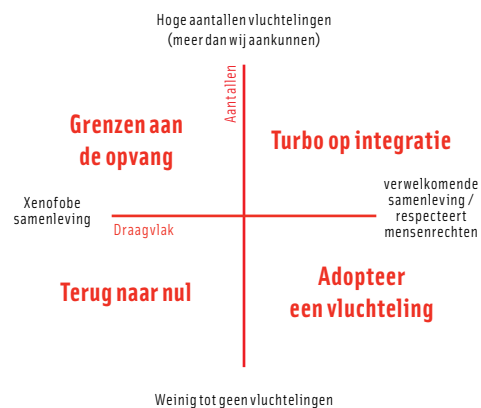 Hoge aantallen vluchtelingen
(meer dan wij aankunnen)
Aantallen
Grenzen aan
de opvang
Turbo op integratie
Xenofobe
samenleving
Draagvlak
verwelkomende
samenleving /
respecteert
mensenrechten
Terug naar nul
Adopteer
een vluchteling
Weinig tot geen vluchtelingen